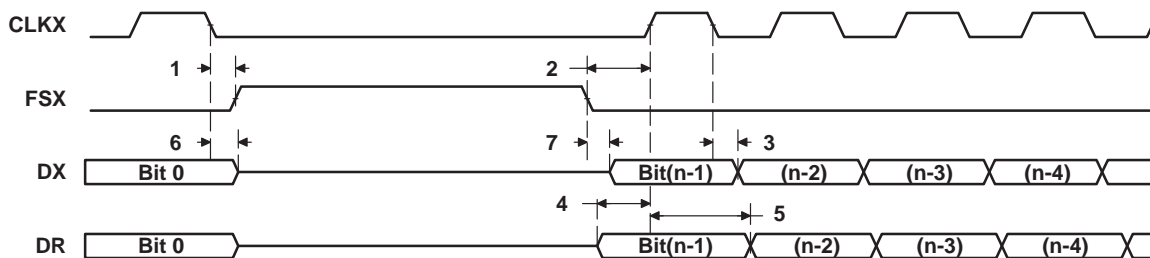 CLKX
1 2
FSX
6 7 3
DX Bit 0 Bit(n-1) (n-2) (n-3) (n-4)
4 5
DR Bit 0 Bit(n-1) (n-2) (n-3) (n-4)